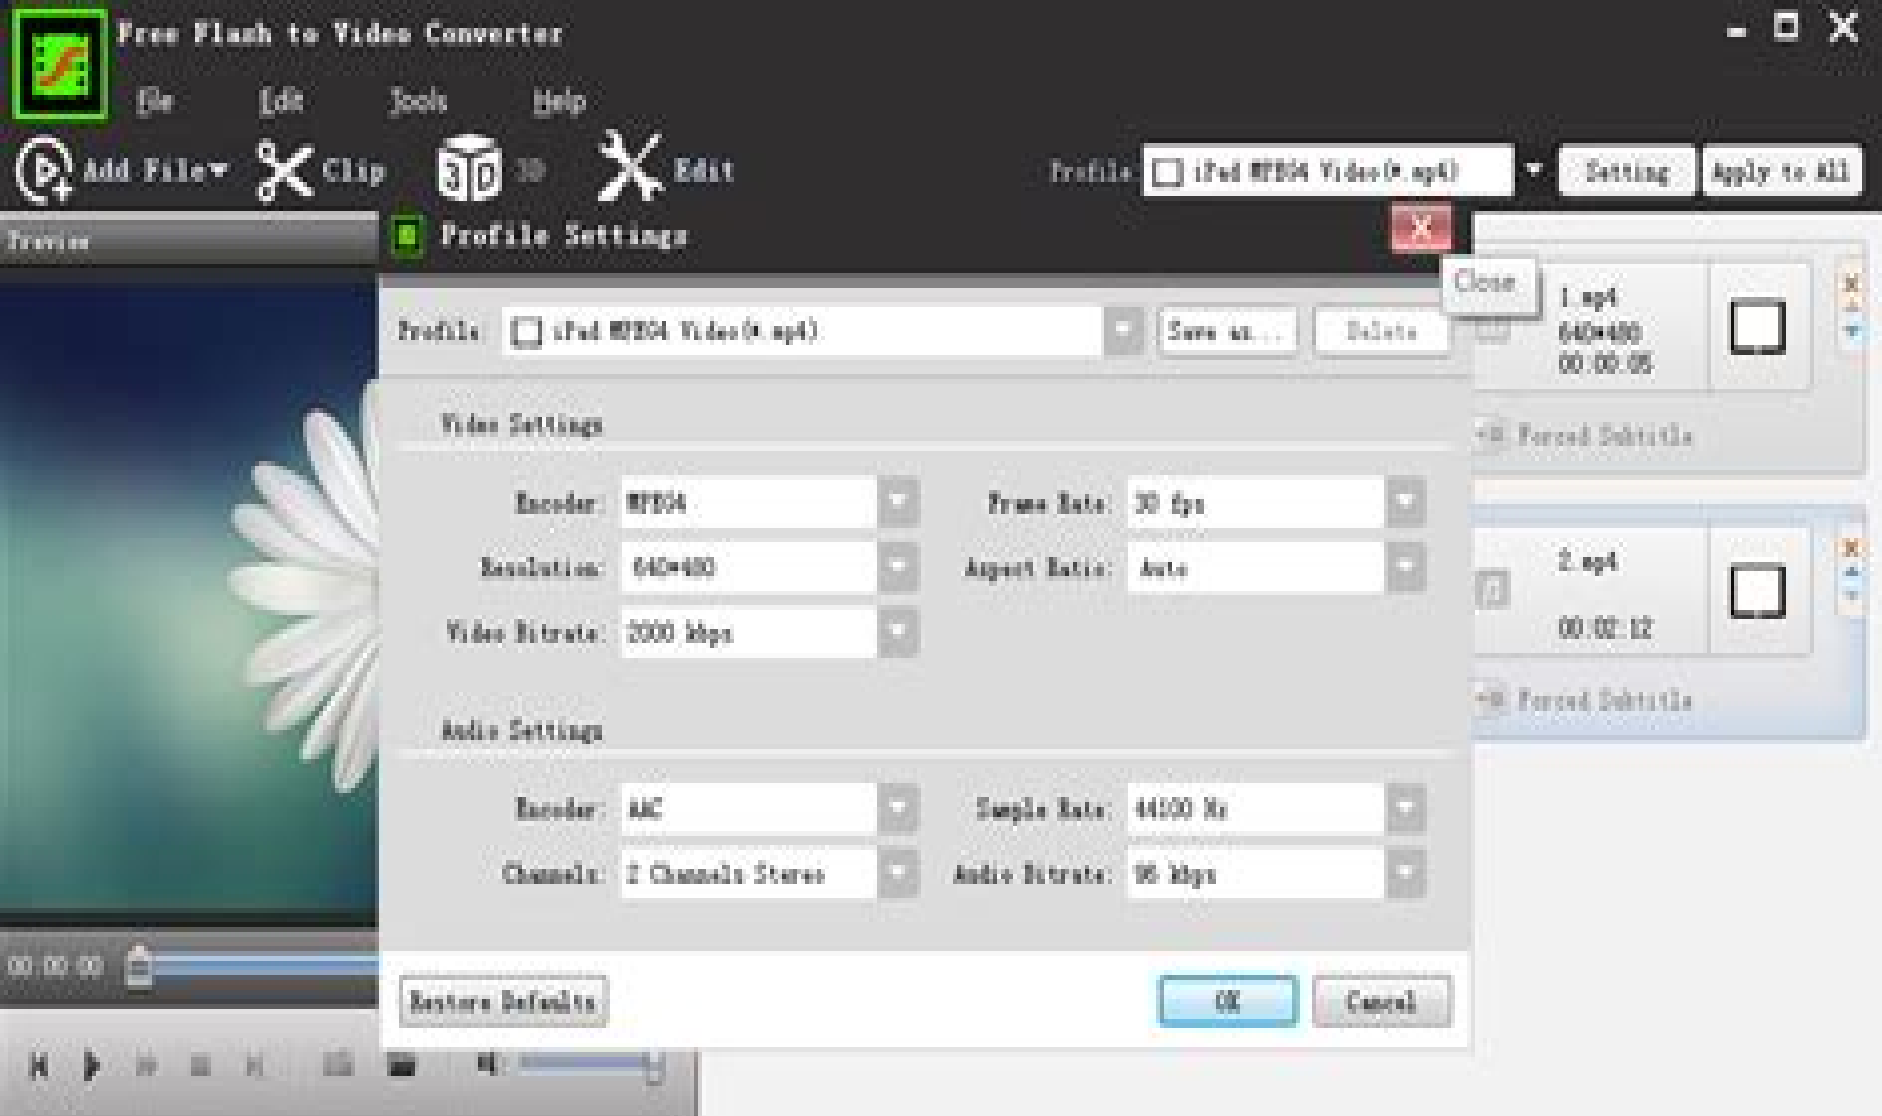 Free Flash to Video Converter
File Edit Tools Help
Add File Clip 3D 3D Edit Profile iPad MPEG4 Video(*.mp4) Setting Apply to All
Preview
Profile Settings
Close
Profile iPad MPEG4 Video(*.mp4) Save as... Delete
1.mp4
640*480
00:00:05
Forced Subtitle
Video Settings
Encoder: MPEG4 Frame Rate: 30 fps
Resolution: 640*480 Aspect Ratio: Auto
Video Bitrate: 2000 kbps
2.mp4
00:02:12
Forced Subtitle
Audio Settings
Encoder: AAC Sample Rate: 44100 Hz
Channels: 2 Channels Stereo Audio Bitrate: 96 kbps
00:00:00
Restore Defaults OK Cancel